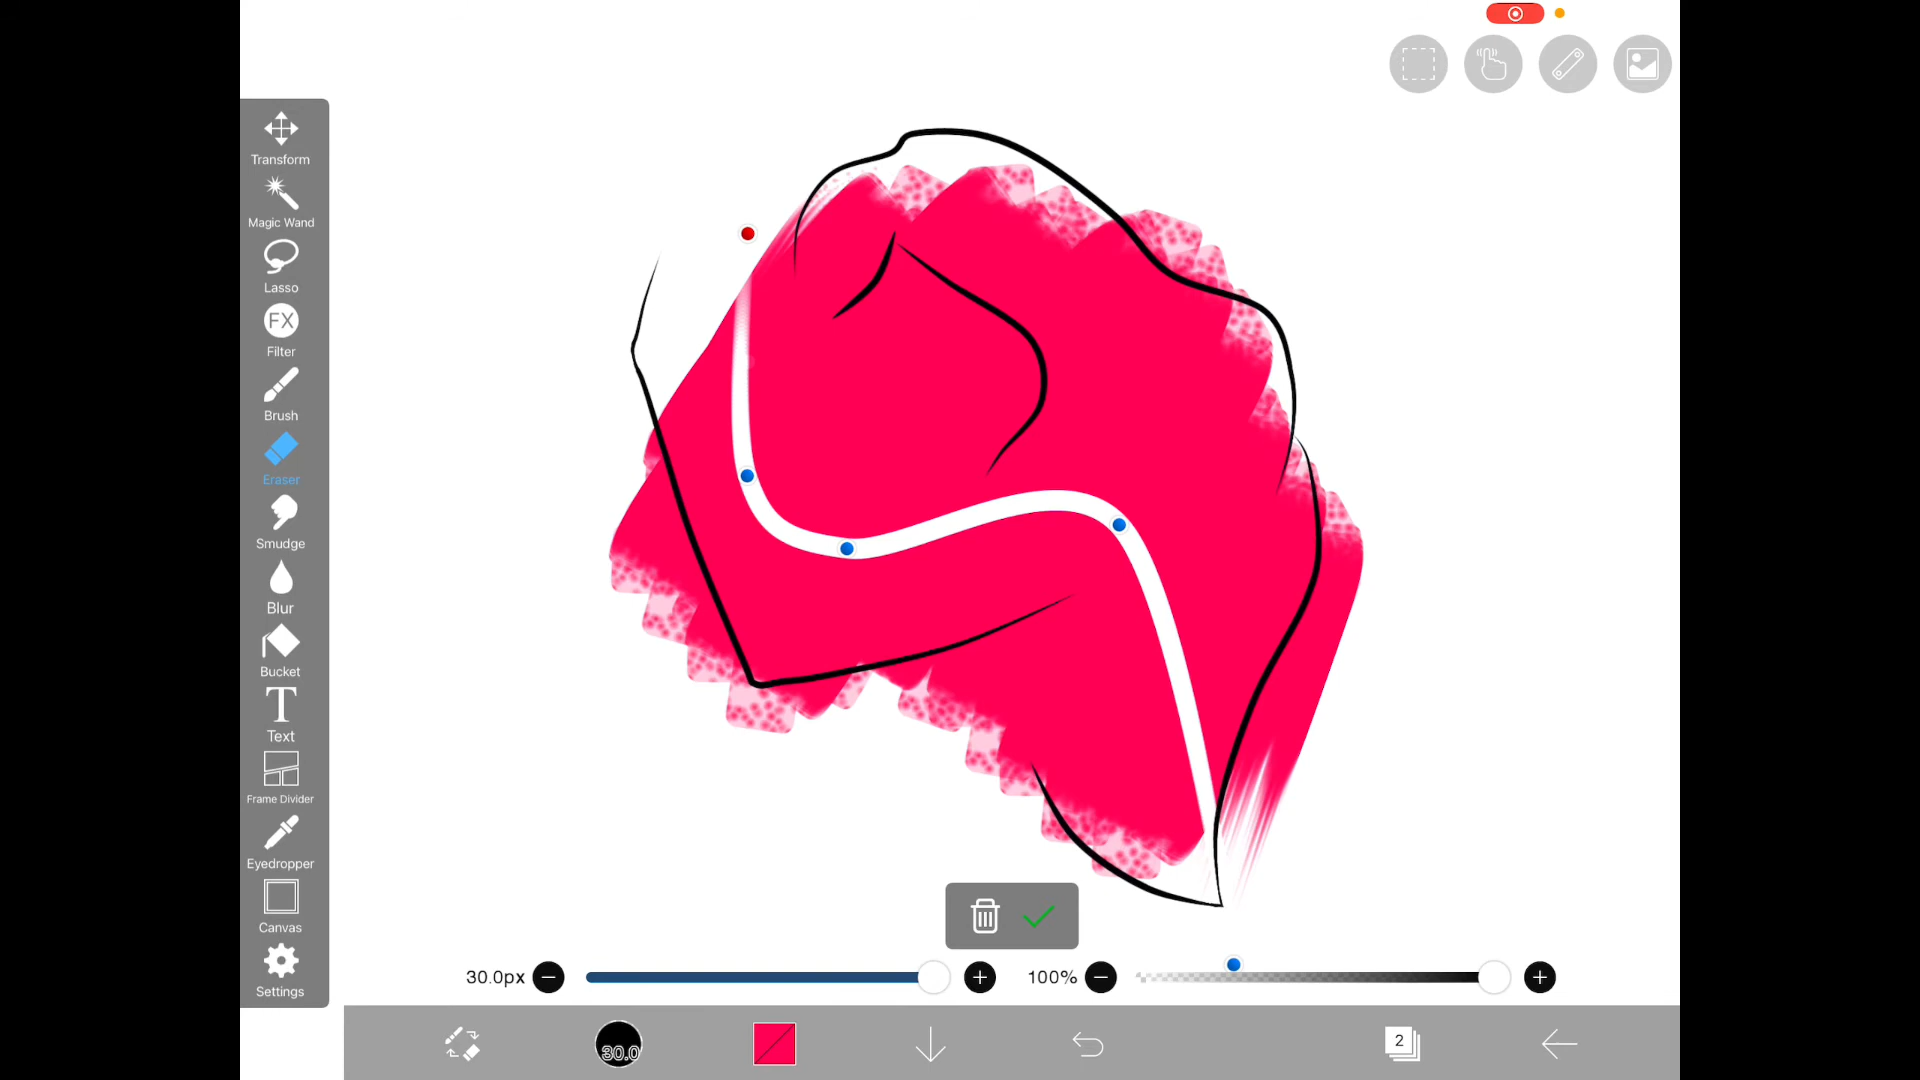 Transform
Magic Wand
Lasso
FX
Filter
Brush
Eraser
Smudge
Blur
Bucket
T
Text
Frame Divider
Eyedropper
Canvas
Settings
30.0px
100%
30.0
2